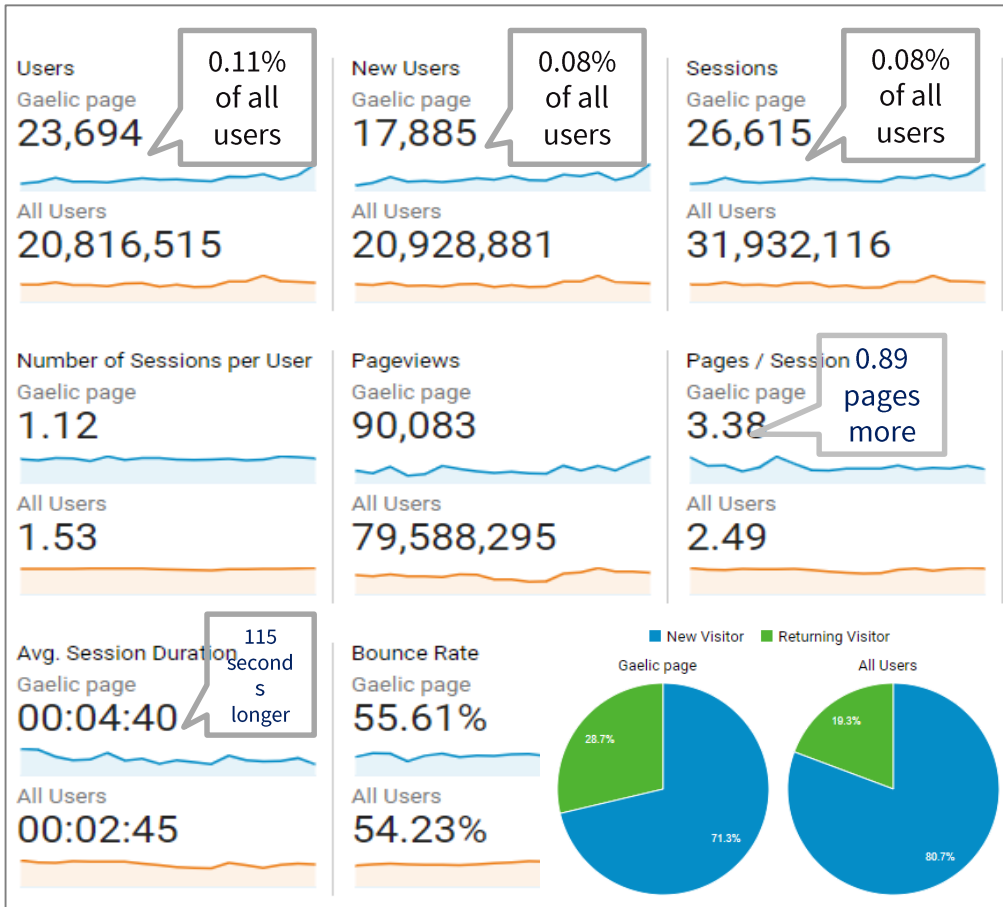 Users
Gaelic page
23,694
0.11%
of all
users
All Users
20,816,515
New Users
Gaelic page
17,885
0.08%
of all
users
All Users
20,928,881
Sessions
Gaelic page
26,615
0.08%
of all
users
All Users
31,932,116
Number of Sessions per User
Gaelic page
1.12
All Users
1.53
Pageviews
Gaelic page
90,083
All Users
79,588,295
Pages / Session
Gaelic page
3.38
0.89
pages
more
All Users
2.49
Avg. Session Duration
Gaelic page
00:04:40
115
second
s
longer
All Users
00:02:45
Bounce Rate
Gaelic page
55.61%
All Users
54.23%
New Visitor Returning Visitor
Gaelic page
28.7%
71.3%
All Users
19.3%
80.7%